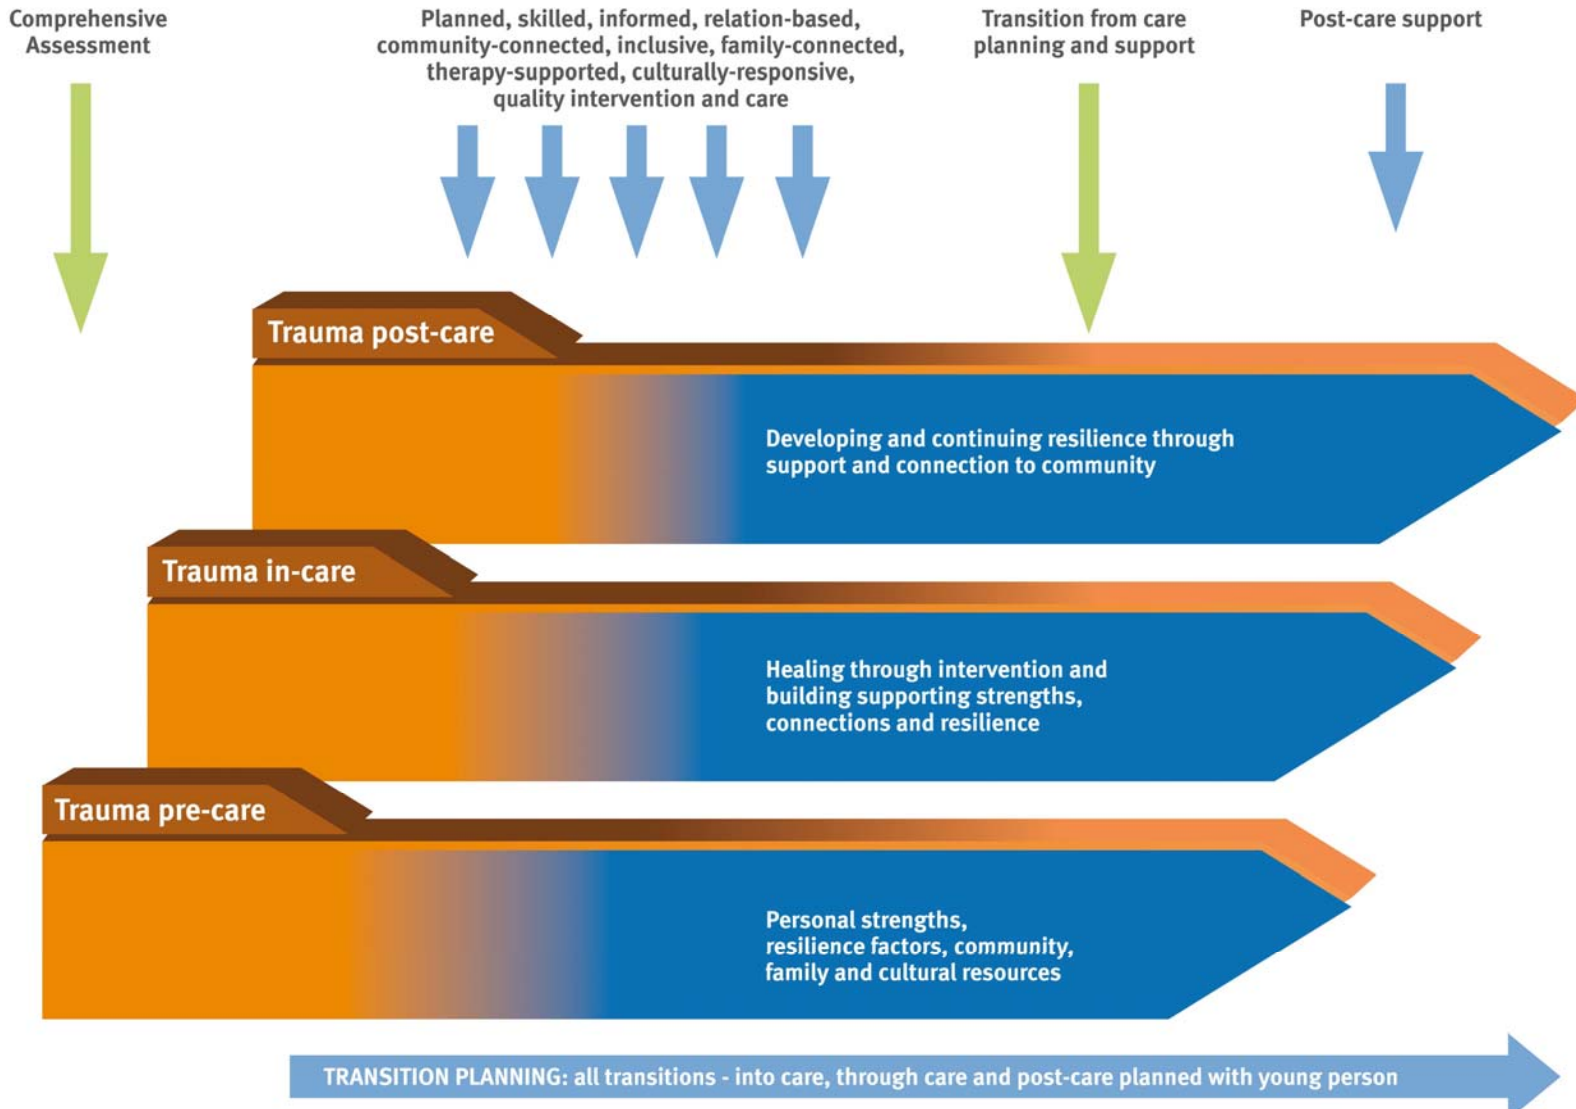 Comprehensive
Assessment
Planned, skilled, informed, relation-based,
community-connected, inclusive, family-connected,
therapy-supported, culturally-responsive,
quality intervention and care
Transition from care
planning and support
Post-care support
Trauma post-care
Developing and continuing resilience through
support and connection to community
Trauma in-care
Healing through intervention and
building supporting strengths,
connections and resilience
Trauma pre-care
Personal strengths,
resilience factors, community,
family and cultural resources
TRANSITION PLANNING: all transitions - into care, through care and post-care planned with young person